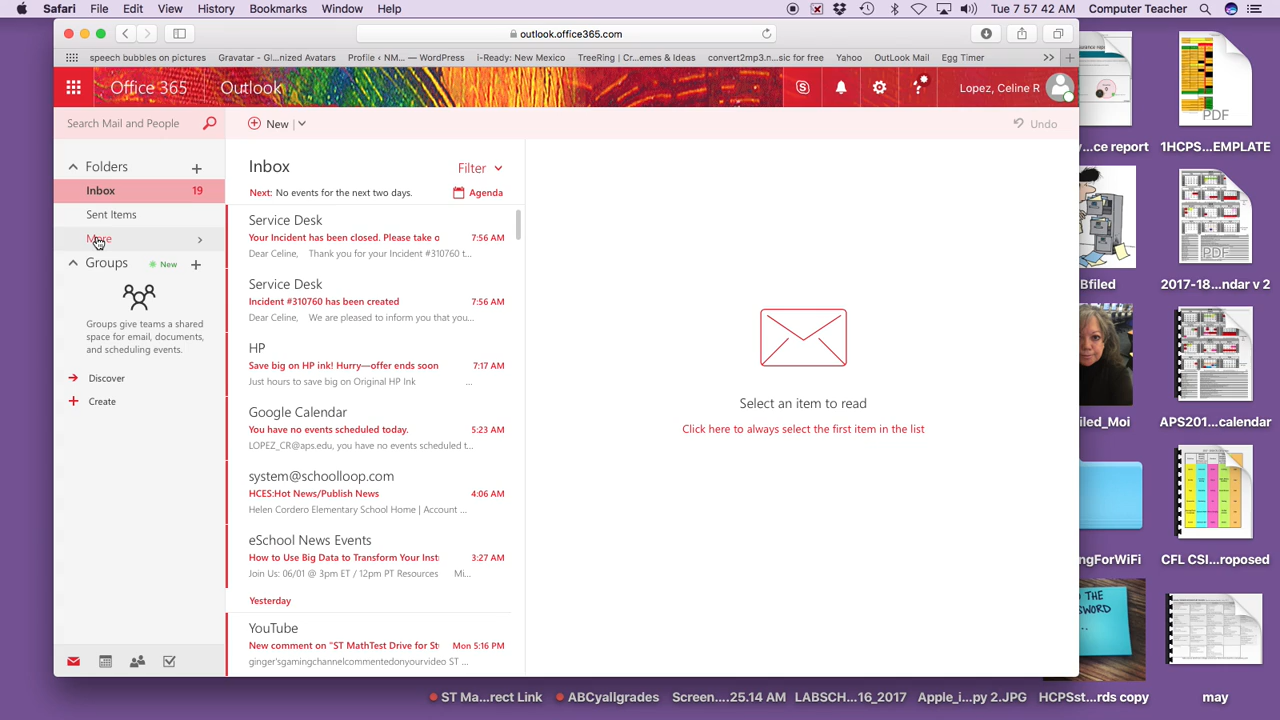 Safari File Edit View History Bookmarks Window Help Tue 7 57 42 AM Computer Teacher
outlook.office365.com
speech bubbles on pictures Gravatar - Gl...nized Avatars Profile ‹ NM... — WordPress i-Ready New Mexico TreeRing | Cr...emories & Ideas convert2mp3...sic for free Yahoo OutLook Mail Egg Timer
Office 365 Outlook Lopez, Celine R
Search Mail and People
New
Undo
Folders
Inbox 19
Sent Items
More
Groups New
Groups give teams a shared
space for email, documents,
and scheduling events.
Discover
Create
Inbox Filter
Next: No events for the next two days. Agenda
Service Desk
Your Incident has been closed. Please take o 7:56 AM
Dear Celine, Thank you for your Incident #310760 t...
Service Desk
Incident #310760 has been created 7:56 AM
Dear Celine, We are pleased to inform you that you...
HP
Save big on HP ink! Hurry—offer ends soon 7:17 AM
Just hours to save big on Original HP Ink ...
Google Calendar
You have no events scheduled today. 5:23 AM
LOPEZ_CR@aps.edu, you have no events scheduled t...
system@schoolloop.com
HCES:Hot News/Publish News 4:06 AM
Helen Cordero Elementary School Home | Account ...
eSchool News Events
How to Use Big Data to Transform Your Inst 3:27 AM
Join Us: 06/01 @ 3pm ET / 12pm PT Resources Mi...
Yesterday
YouTube
New comment on "ST MathTest Drive for St Mon 5:16 PM
ginger'sgamingchannelcommentedonyourvideo ST ...
Select an item to read
Click here to always select the first item in the list
PDF
y...ce report 1HCPS...EMPLATE
PDF
Bfiled 2017-18...ndar v 2
iled_Moi APS201...calendar
ngForWiFi CFL CSI...roposed
THE
ST Ma...rect Link ABCyallgrades Screen....25.14 AM LABSCH...16_2017 Apple_i...py 2.JPG HCPSst...rds copy may